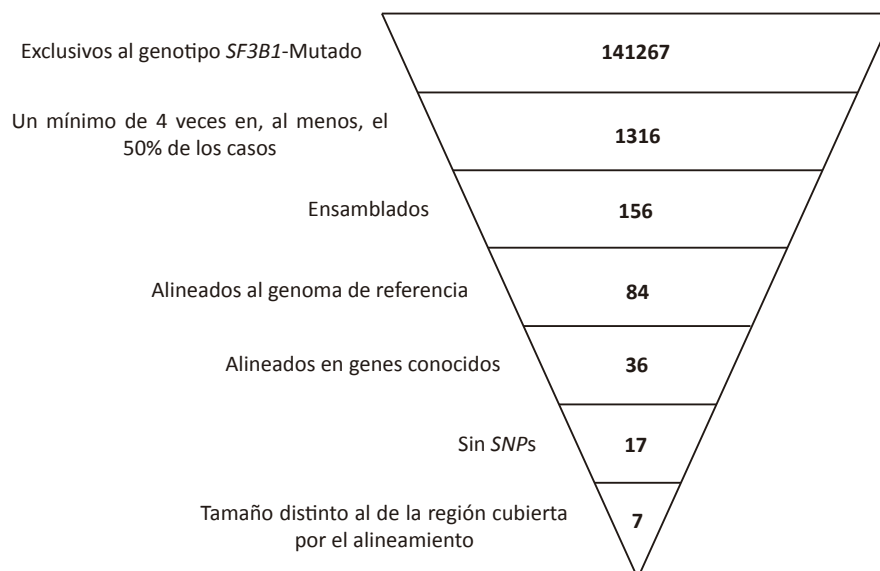 Exclusivos al genotipo SF3B1-Mutado
141267
Un mínimo de 4 veces en, al menos, el
50% de los casos
1316
Ensamblados
156
Alineados al genoma de referencia
84
Alineados en genes conocidos
36
Sin SNPs
17
Tamaño distinto al de la región cubierta
por el alineamiento
7